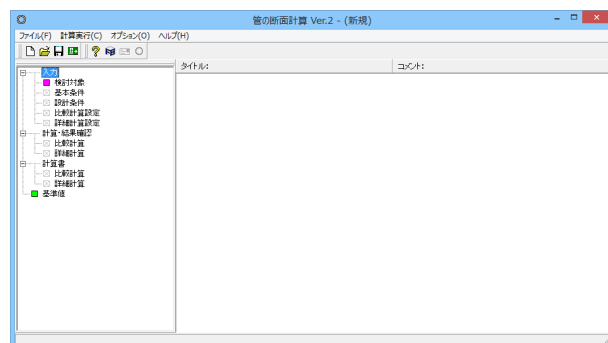 管の断面計算 Ver.2 - (新規)
ファイル(F) 計算実行(C) オプション(O) ヘルプ(H)
タイトル: コメント:
入力
検討対象
基本条件
設計条件
比較計算設定
詳細計算設定
計算・結果確認
比較計算
詳細計算
計算書
比較計算
詳細計算
基準値